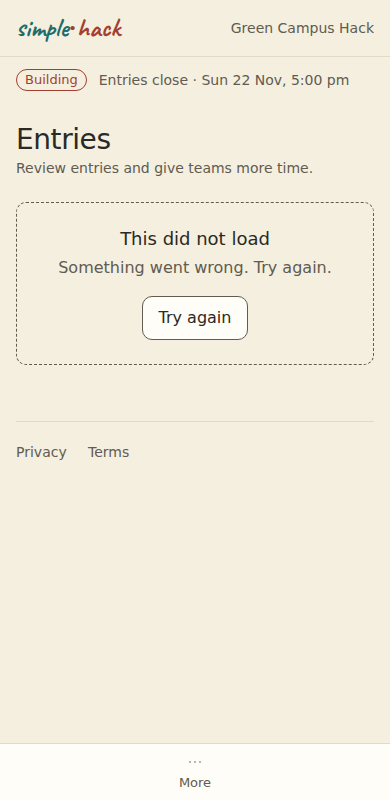 simple·hack
Green Campus Hack
Building
Entries close · Sun 22 Nov, 5:00 pm
Entries
Review entries and give teams more time.
This did not load
Something went wrong. Try again.
Try again
Privacy
Terms
...
More